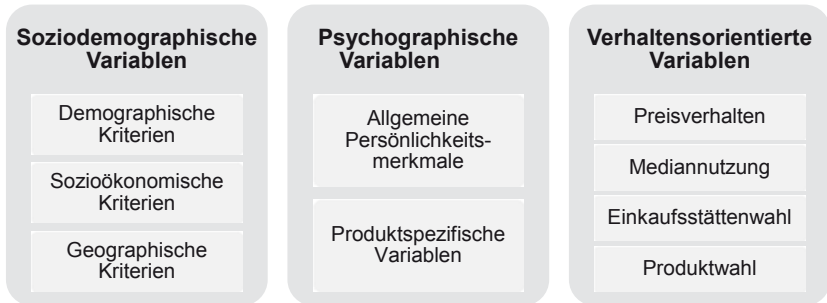 Soziodemographische
Variablen
Demographische
Kriterien
Sozioökonomische
Kriterien
Geographische
Kriterien
Psychographische
Variablen
Allgemeine
Persönlichkeits-
merkmale
Produktspezifische
Variablen
Verhaltensorientierte
Variablen
Preisverhalten
Mediannutzung
Einkaufsstättenwahl
Produktwahl